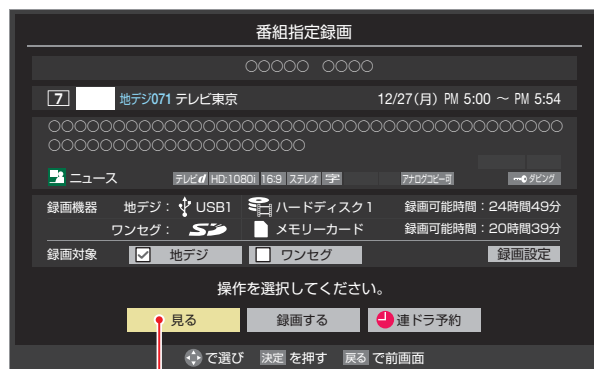 番組指定録画
○○○○○ ○○○○
7 地デジ071 テレビ東京 12/27(月) PM 5:00 ～ PM 5:54
○○○○○○○○○○○○○○○○○○○○○○○○○○○○○○○○
○○○○○○○○○○○○○○○○
ニュース テレビd HD:1080i 16:9 ステレオ 字 アナログコピー可 ダビング
録画機器 地デジ： USB1 ハードディスク1 録画可能時間：24時間49分
ワンセグ： SD メモリーカード 録画可能時間：20時間39分
録画対象 地デジ ワンセグ 録画設定
操作を選択してください。
見る 録画する 連ドラ予約
で選び 決定 を押す 戻る で前画面